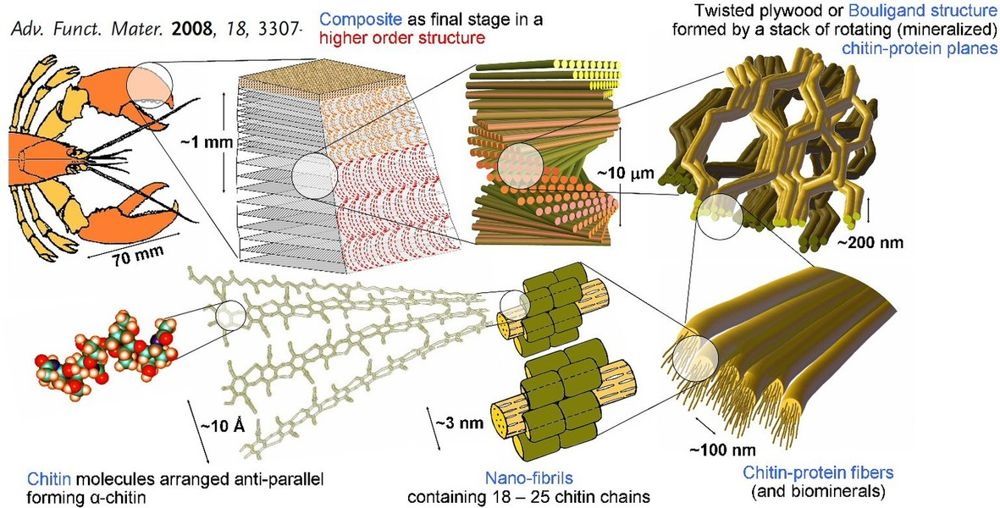 Adv. Funct. Mater. 2008, 18, 3307-
Composite as final stage in a
higher order structure
Twisted plywood or Bouligand structure
formed by a stack of rotating (mineralized)
chitin-protein planes
~1 mm
~10 µm
~200 nm
70 mm
~10 Å
~3 nm
~100 nm
Chitin molecules arranged anti-parallel
forming α-chitin
Nano-fibrils
containing 18 – 25 chitin chains
Chitin-protein fibers
(and biominerals)